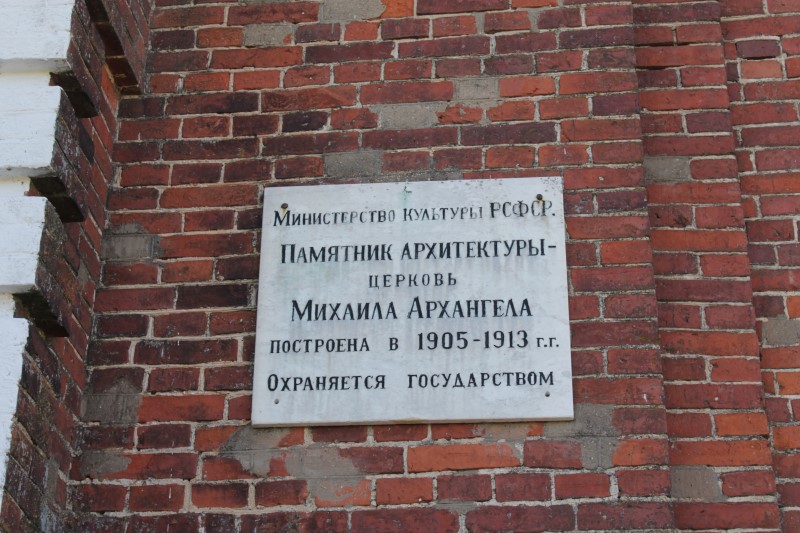 Министерство культуры РСФСР.
Памятник архитектуры-
церковь
Михаила Архангела
построена в 1905-1913 г.г.
Охраняется государством